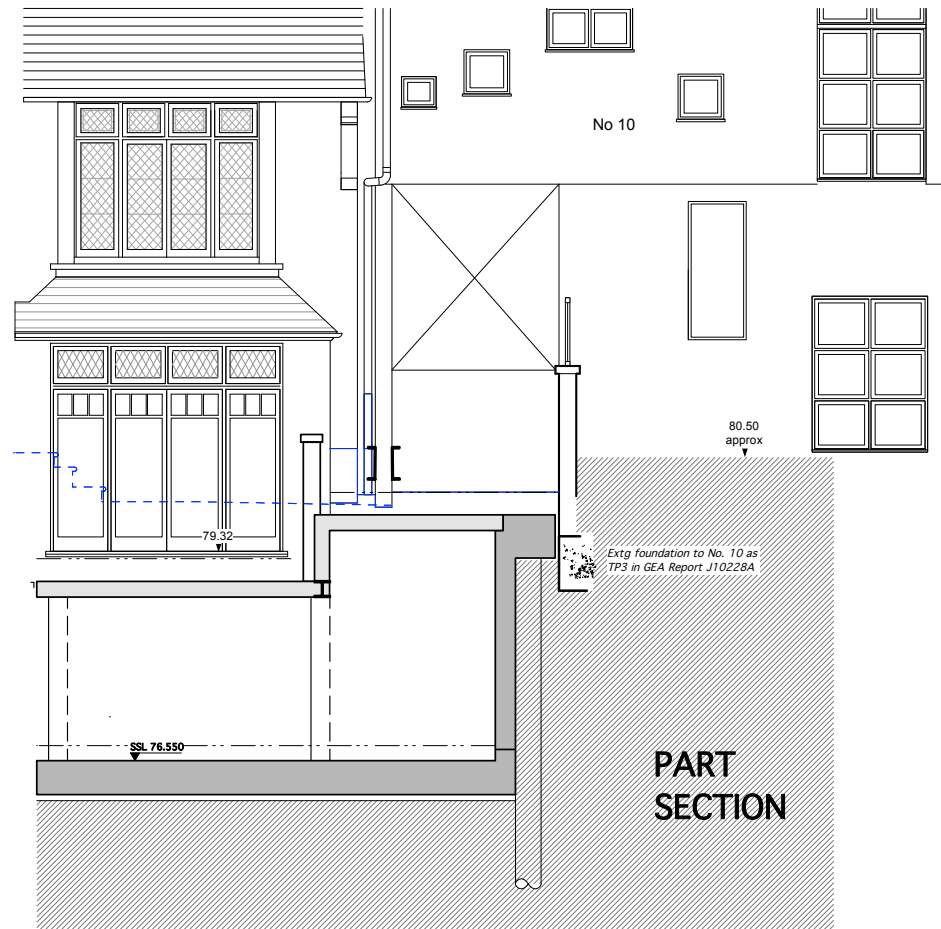 No 10
80.50
approx
79.32
Extg foundation to No. 10 as
TP3 in GEA Report J10228A
SSL 76.550
PART
SECTION